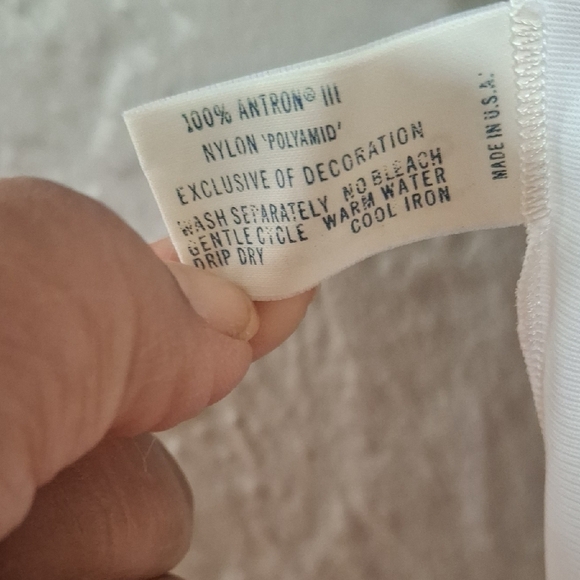 100% ANTRON® III
NYLON 'POLYAMID'
EXCLUSIVE OF DECORATION
WASH SEPARATELY NO BLEACH
GENTLE CYCLE WARM WATER
DRIP DRY COOL IRON
MADE IN U.S.A.